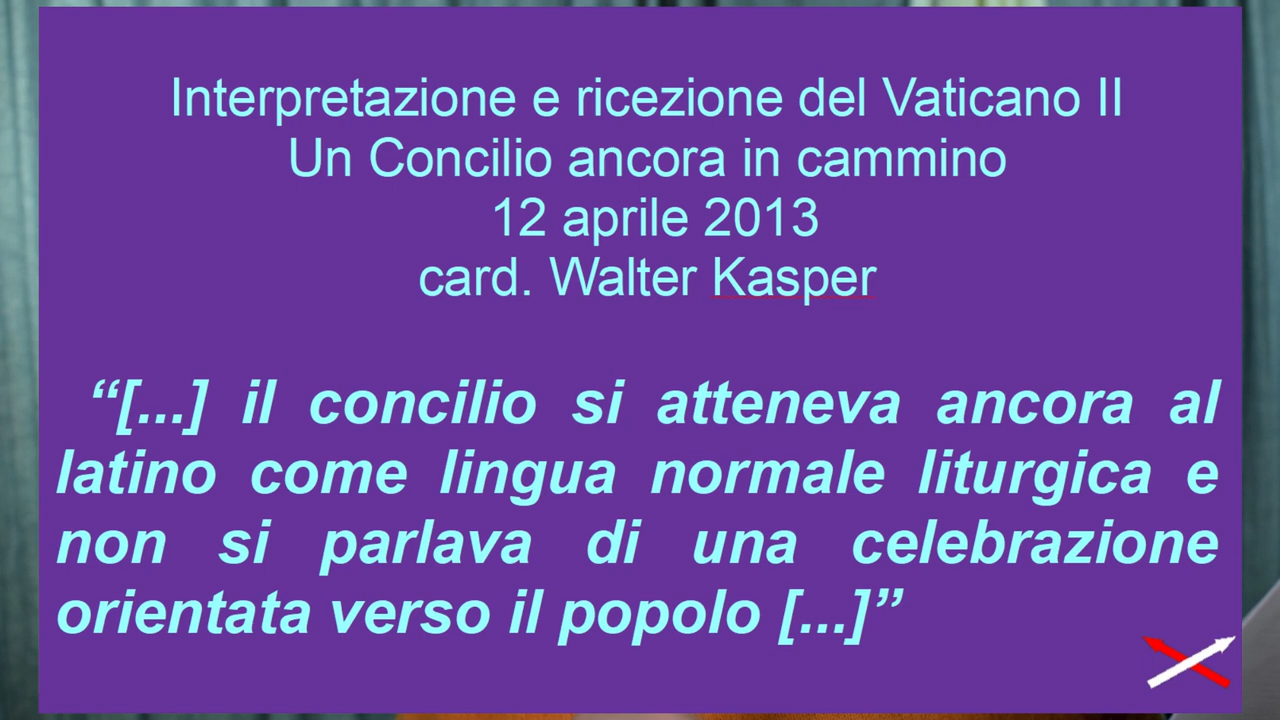 Interpretazione e ricezione del Vaticano II
Un Concilio ancora in cammino
12 aprile 2013
card. Walter Kasper
“[...] il concilio si atteneva ancora al
latino come lingua normale liturgica e
non si parlava di una celebrazione
orientata verso il popolo [...]”